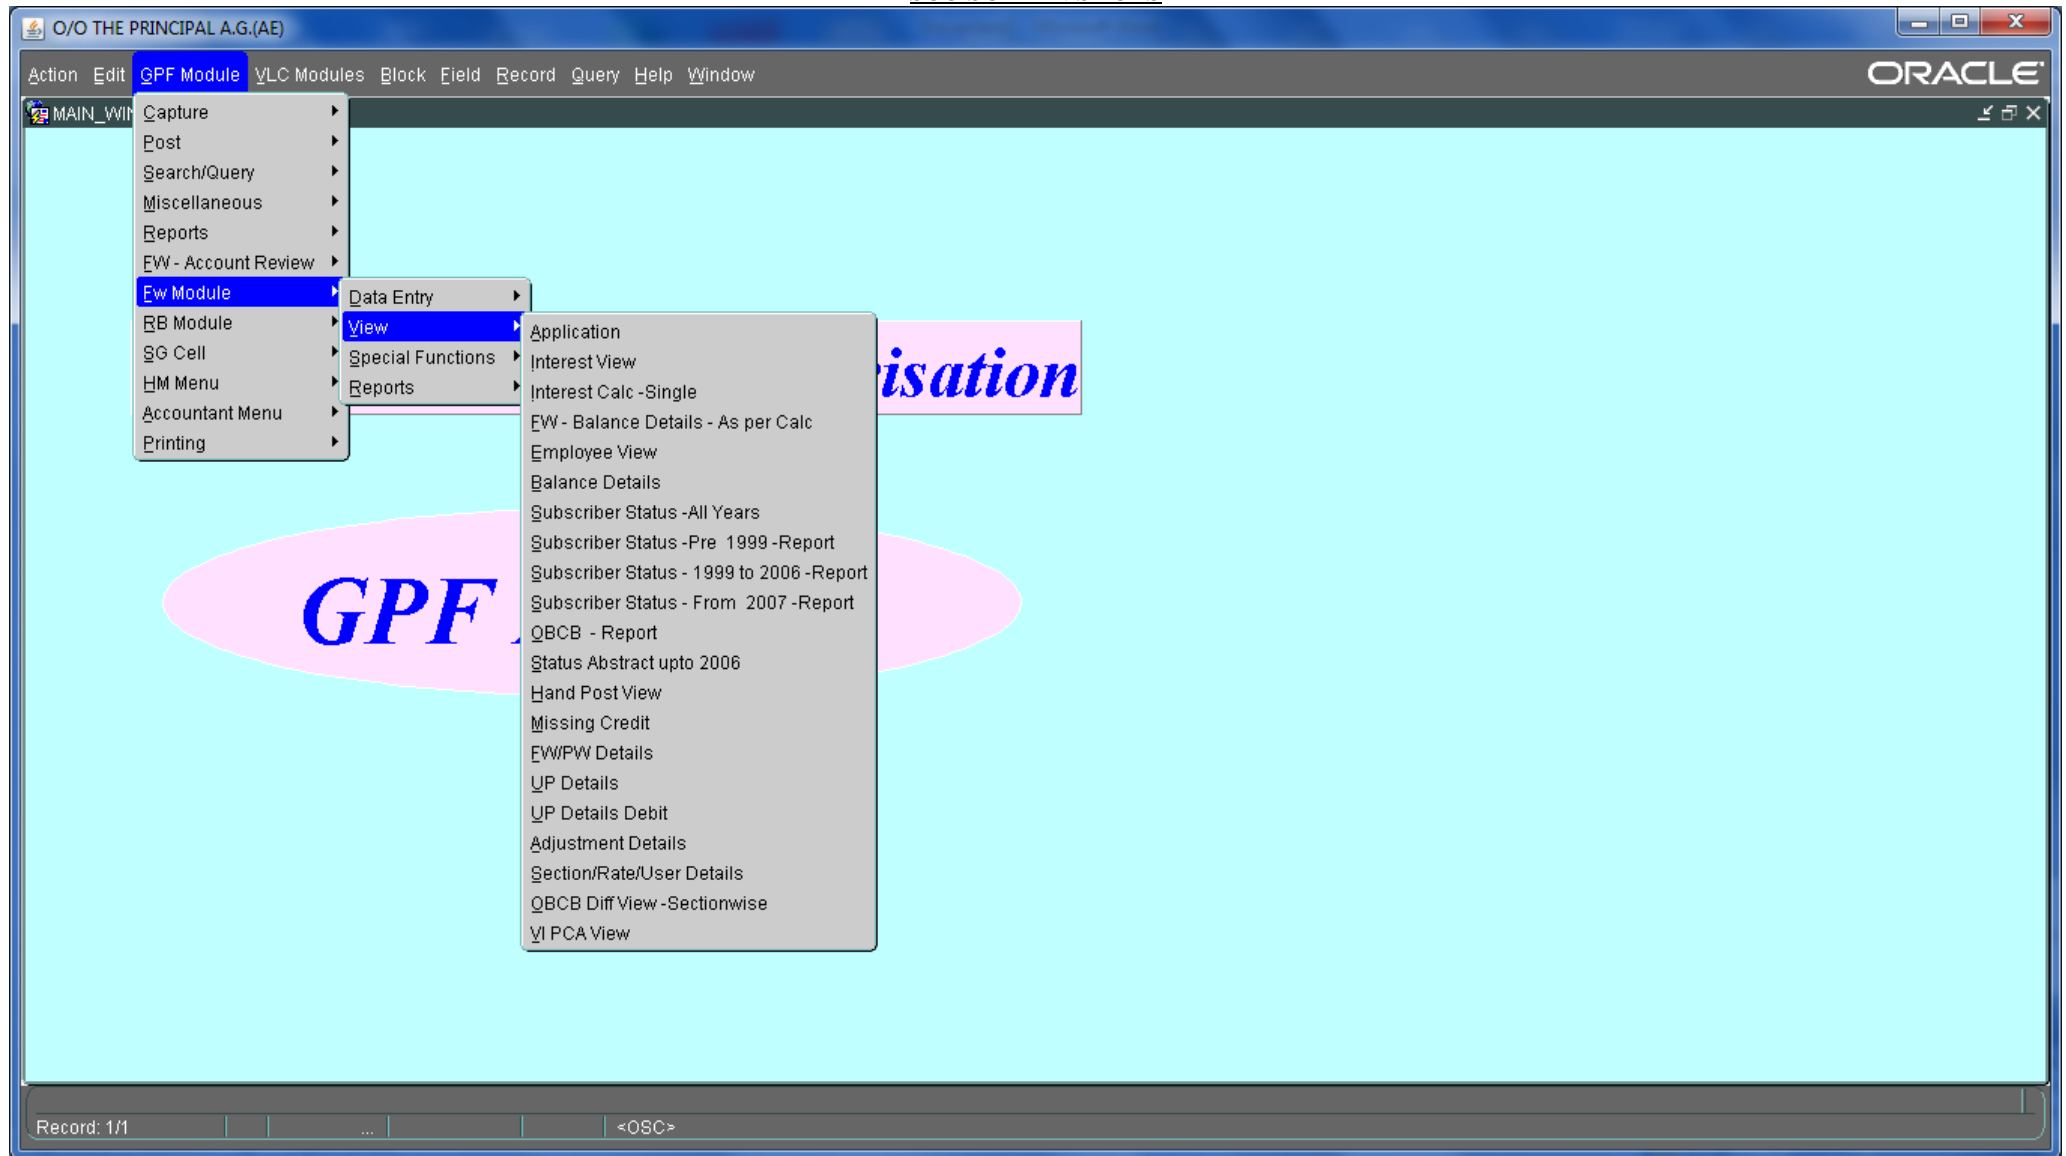 O/O THE PRINCIPAL A.G.(AE)
Action Edit GPF Module VLC Modules Block Field Record Query Help Window
ORACLE
Capture
Post
Search/Query
Miscellaneous
Reports
FW - Account Review
Fw Module
RB Module
SG Cell
HM Menu
Accountant Menu
Printing
Data Entry
View
Special Functions
Reports
Application
Interest View
Interest Calc -Single
FW - Balance Details - As per Calc
Employee View
Balance Details
Subscriber Status -All Years
Subscriber Status -Pre 1999 -Report
Subscriber Status - 1999 to 2006 -Report
Subscriber Status - From 2007 -Report
OBCB - Report
Status Abstract upto 2006
Hand Post View
Missing Credit
FW/PW Details
UP Details
UP Details Debit
Adjustment Details
Section/Rate/User Details
OBCB Diff View -Sectionwise
VI PCA View
GPF
Record: 1/1 ... <OSC>